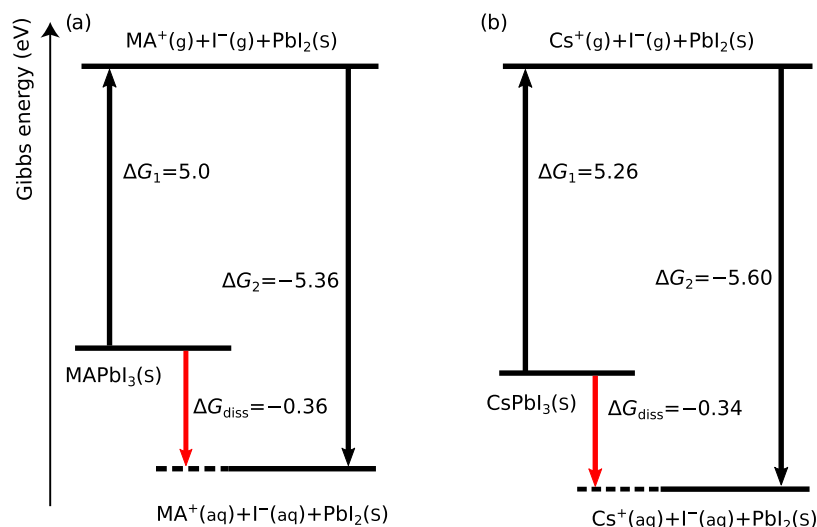 Gibbs energy (eV)
(a)
MA⁺(g)+I⁻(g)+PbI₂(s)
ΔG₁=5.0
ΔG₂=−5.36
MAPbI₃(s)
ΔG_diss=−0.36
MA⁺(aq)+I⁻(aq)+PbI₂(s)
(b)
Cs⁺(g)+I⁻(g)+PbI₂(s)
ΔG₁=5.26
ΔG₂=−5.60
CsPbI₃(s)
ΔG_diss=−0.34
Cs⁺(aq)+I⁻(aq)+PbI₂(s)